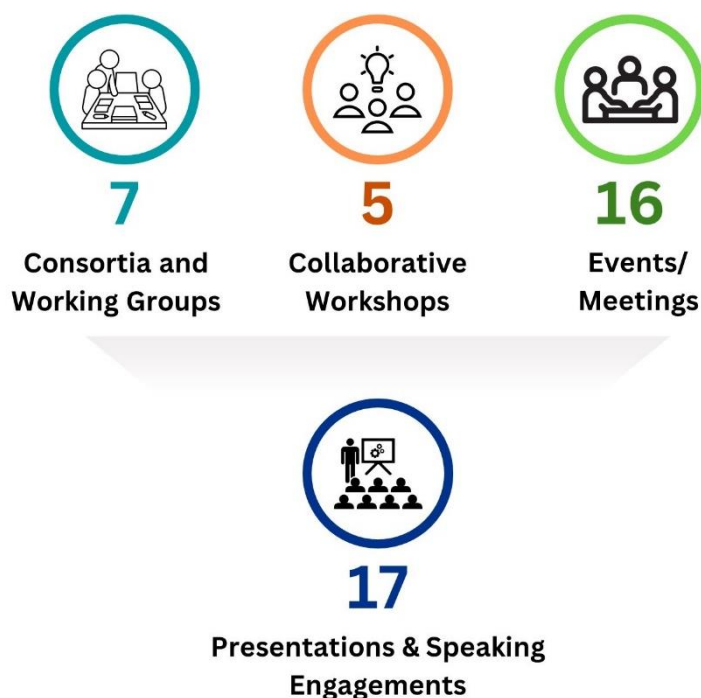 7
Consortia and
Working Groups
5
Collaborative
Workshops
16
Events/
Meetings
17
Presentations & Speaking
Engagements